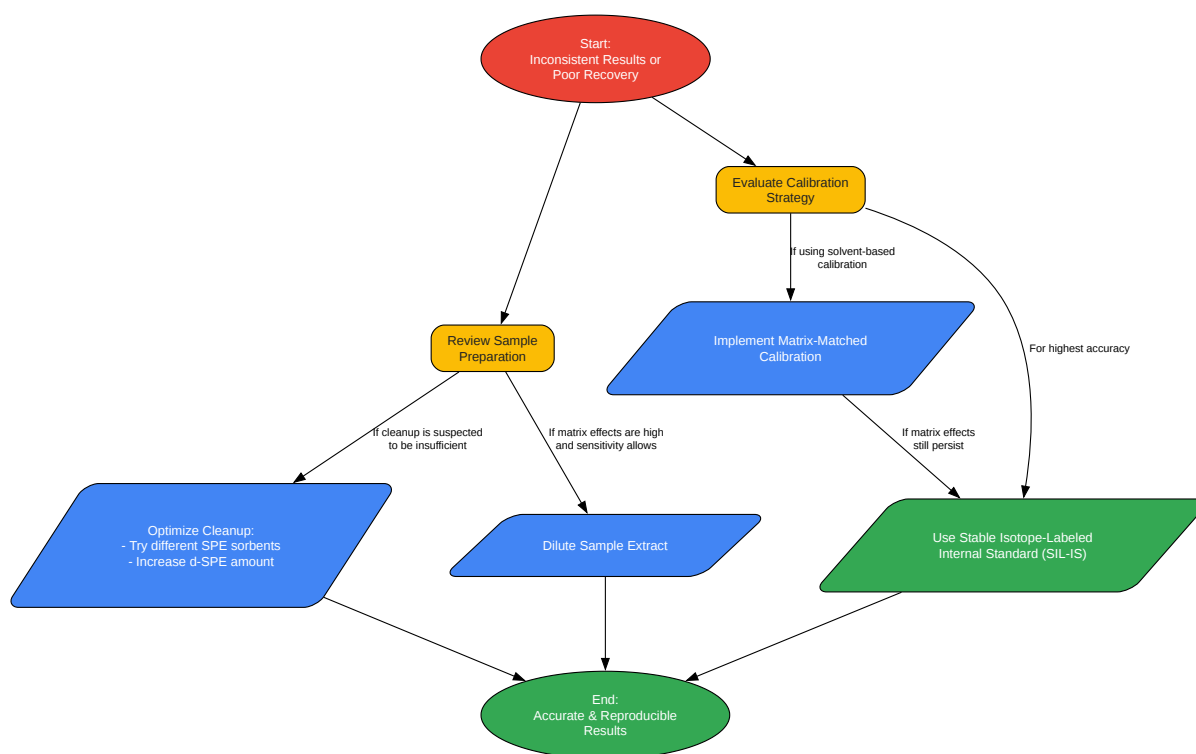 Start:
Inconsistent Results or
Poor Recovery
Evaluate Calibration
Strategy
If using solvent-based
calibration
Review Sample
Preparation
Implement Matrix-Matched
Calibration
For highest accuracy
If cleanup is suspected
to be insufficient
If matrix effects are high
and sensitivity allows
If matrix effects
still persist
Optimize Cleanup:
- Try different SPE sorbents
- Increase d-SPE amount
Dilute Sample Extract
Use Stable Isotope-Labeled
Internal Standard (SIL-IS)
End:
Accurate & Reproducible
Results